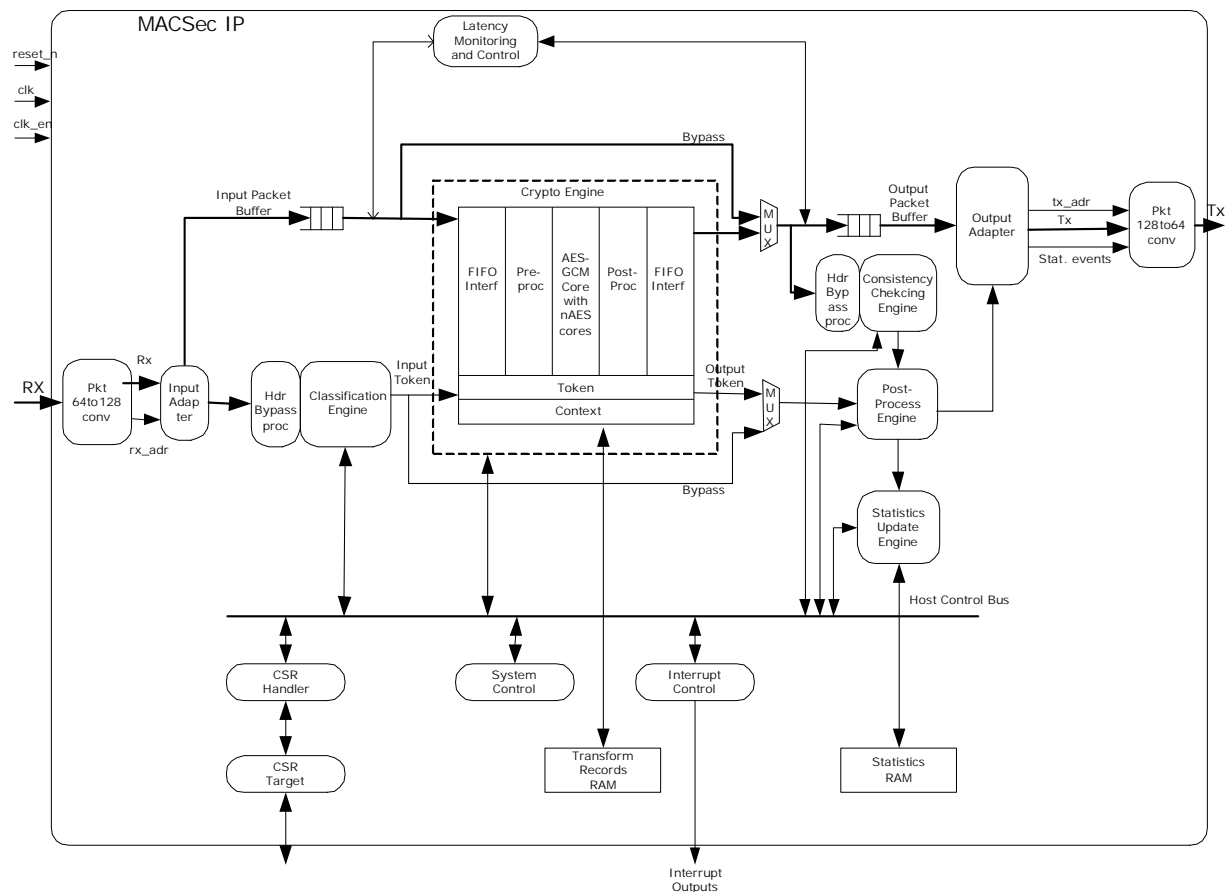 MACSec IP
reset_n
clk
clk_en
Latency
Monitoring
and Control
Bypass
Input Packet
Buffer
Crypto Engine
FIFO
Interf
Pre-
proc
AES-
GCM
Core
with
nAES
cores
Post-
Proc
FIFO
Interf
Token
Context
MUX
Output
Packet
Buffer
Output
Adapter
tx_adr
Tx
Stat. events
Pkt
128to64
conv
Tx
Hdr
Byp
ass
proc
Consistency
Chekcing
Engine
RX
Pkt
64to128
conv
Rx
rx_adr
Input
Adap
ter
Hdr
Bypass
proc
Classification
Engine
Input
Token
Output
Token
MUX
Bypass
Post-
Process
Engine
Statistics
Update
Engine
Host Control Bus
CSR
Handler
System
Control
Interrupt
Control
CSR
Target
Transform
Records
RAM
Statistics
RAM
Interrupt
Outputs